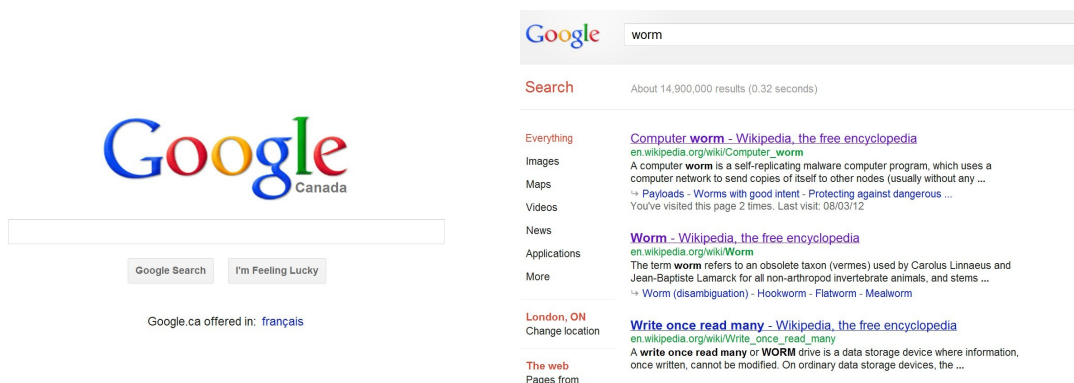 Google
Canada
Google Search
I'm Feeling Lucky
Google.ca offered in: français
Google
worm
Search
About 14,900,000 results (0.32 seconds)
Everything
Images
Maps
Videos
News
Applications
More
London, ON
Change location
The web
Pages from
Computer worm - Wikipedia, the free encyclopedia
en.wikipedia.org/wiki/Computer_worm
A computer worm is a self-replicating malware computer program, which uses a
computer network to send copies of itself to other nodes (usually without any ...
↳ Payloads - Worms with good intent - Protecting against dangerous ...
You've visited this page 2 times. Last visit: 08/03/12
Worm - Wikipedia, the free encyclopedia
en.wikipedia.org/wiki/Worm
The term worm refers to an obsolete taxon (vermes) used by Carolus Linnaeus and
Jean-Baptiste Lamarck for all non-arthropod invertebrate animals, and stems ...
↳ Worm (disambiguation) - Hookworm - Flatworm - Mealworm
Write once read many - Wikipedia, the free encyclopedia
en.wikipedia.org/wiki/Write_once_read_many
A write once read many or WORM drive is a data storage device where information,
once written, cannot be modified. On ordinary data storage devices, the ...